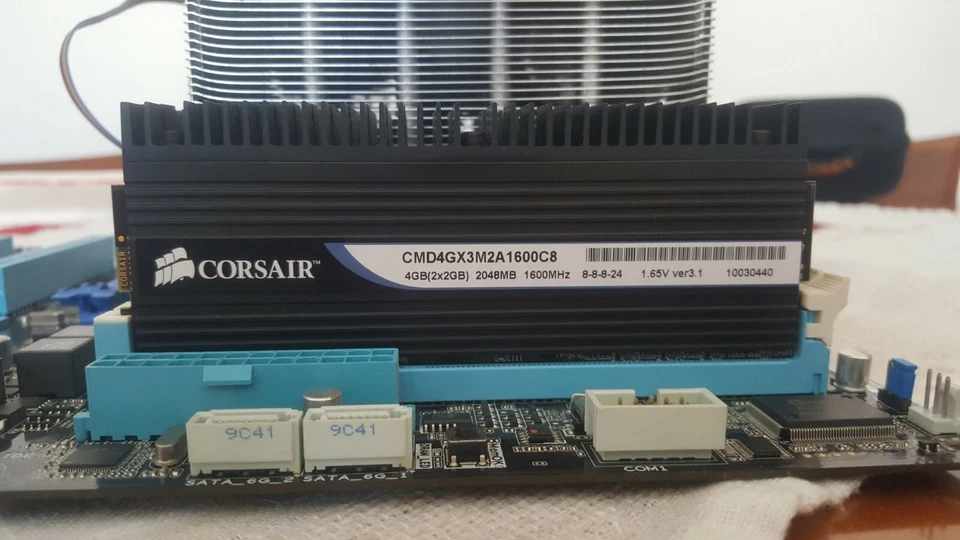 CORSAIR™
CMD4GX3M2A1600C8
4GB(2x2GB) 2048MB 1600MHz 8-8-8-24 1.65V ver3.1 10030440
CORSAIR
9C41
9C41
SATA_6G_2 SATA_6G_1
COM1